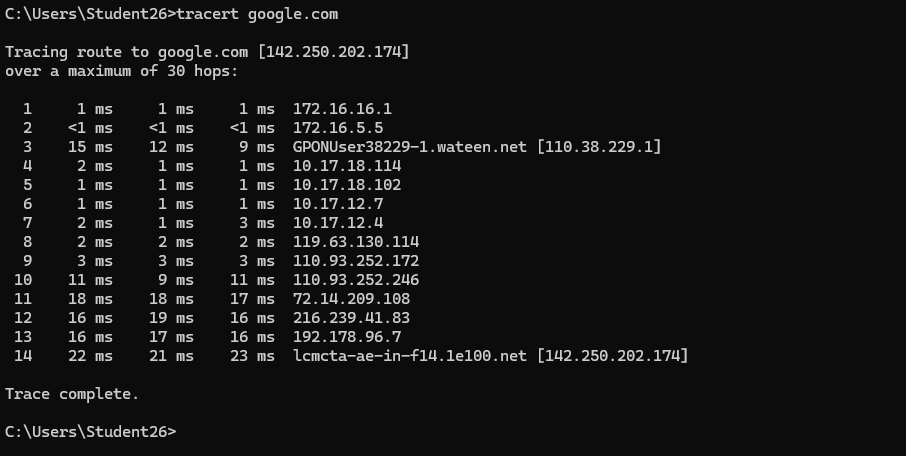 C:\Users\Student26>tracert google.com
Tracing route to google.com [142.250.202.174]
over a maximum of 30 hops:
1 1 ms 1 ms 1 ms 172.16.16.1
2 <1 ms <1 ms <1 ms 172.16.5.5
3 15 ms 12 ms 9 ms GPONUser38229-1.wateen.net [110.38.229.1]
4 2 ms 1 ms 1 ms 10.17.18.114
5 1 ms 1 ms 1 ms 10.17.18.102
6 1 ms 1 ms 1 ms 10.17.12.7
7 2 ms 1 ms 3 ms 10.17.12.4
8 2 ms 2 ms 2 ms 119.63.130.114
9 3 ms 3 ms 3 ms 110.93.252.172
10 11 ms 9 ms 11 ms 110.93.252.246
11 18 ms 18 ms 17 ms 72.14.209.108
12 16 ms 19 ms 16 ms 216.239.41.83
13 16 ms 17 ms 16 ms 192.178.96.7
14 22 ms 21 ms 23 ms lcmcta-ae-in-f14.1e100.net [142.250.202.174]
Trace complete.
C:\Users\Student26>